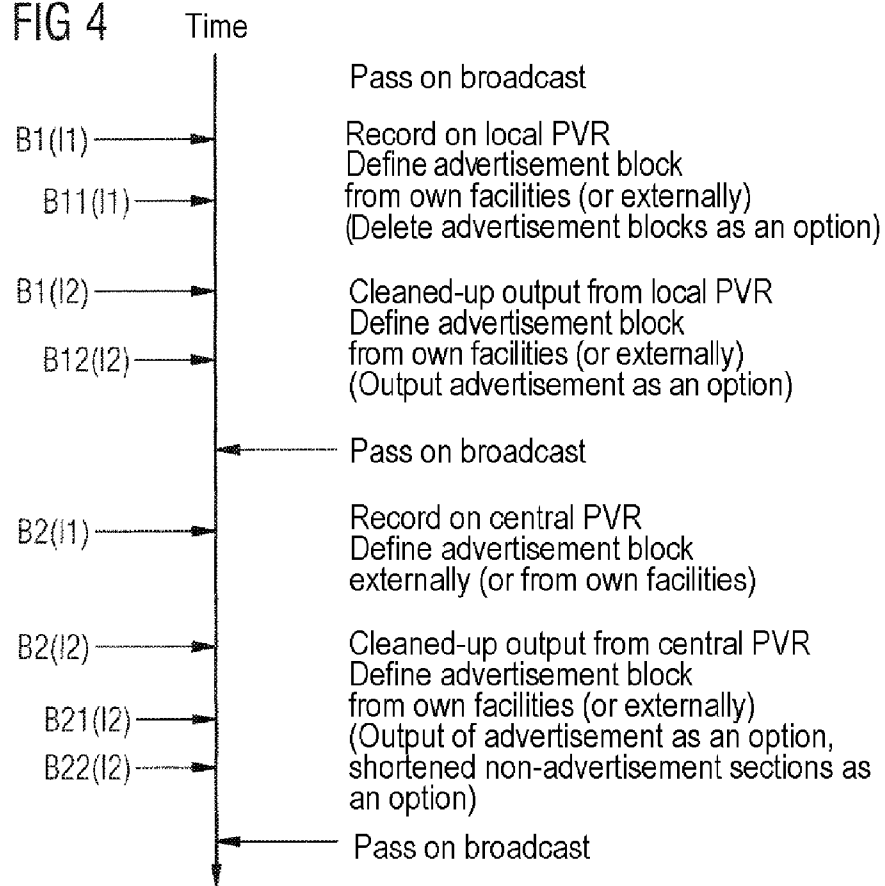 FIG 4
Time
Pass on broadcast
B1(I1)
Record on local PVR
Define advertisement block
B11(I1)
from own facilities (or externally)
(Delete advertisement blocks as an option)
B1(I2)
Cleaned-up output from local PVR
Define advertisement block
B12(I2)
from own facilities (or externally)
(Output advertisement as an option)
Pass on broadcast
B2(I1)
Record on central PVR
Define advertisement block
externally (or from own facilities)
B2(I2)
Cleaned-up output from central PVR
Define advertisement block
B21(I2)
from own facilities (or externally)
(Output of advertisement as an option,
B22(I2)
shortened non-advertisement sections as
an option)
Pass on broadcast